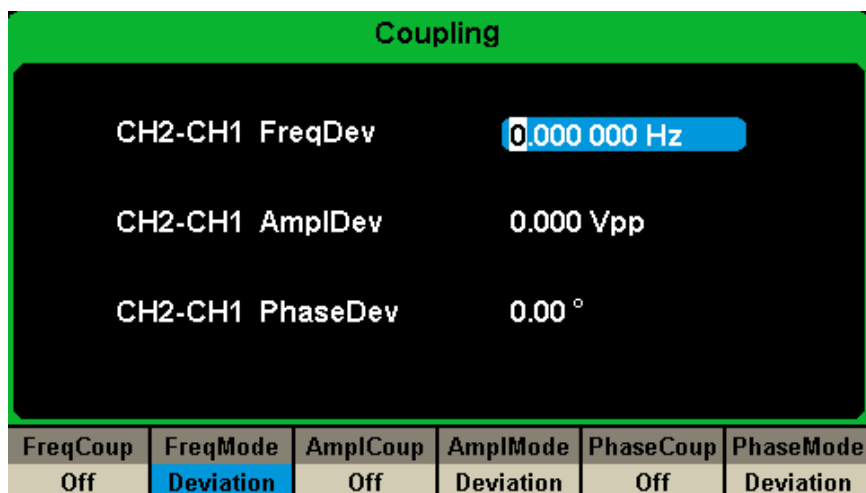 Coupling
CH2-CH1 FreqDev 0.000 000 Hz
CH2-CH1 AmplDev 0.000 Vpp
CH2-CH1 PhaseDev 0.00 °
FreqCoup FreqMode AmplCoup AmplMode PhaseCoup PhaseMode
Off Deviation Off Deviation Off Deviation